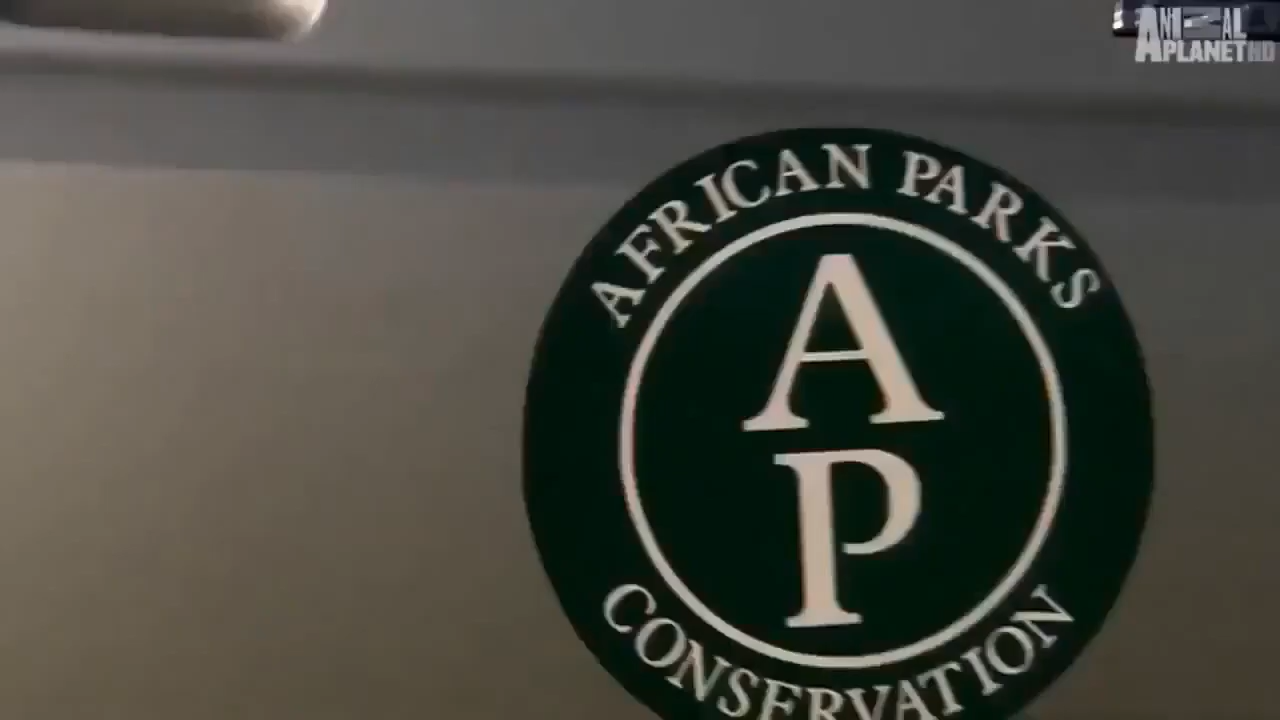 ANIMAL
PLANET HD
AFRICAN PARKS
A
P
CONSERVATION